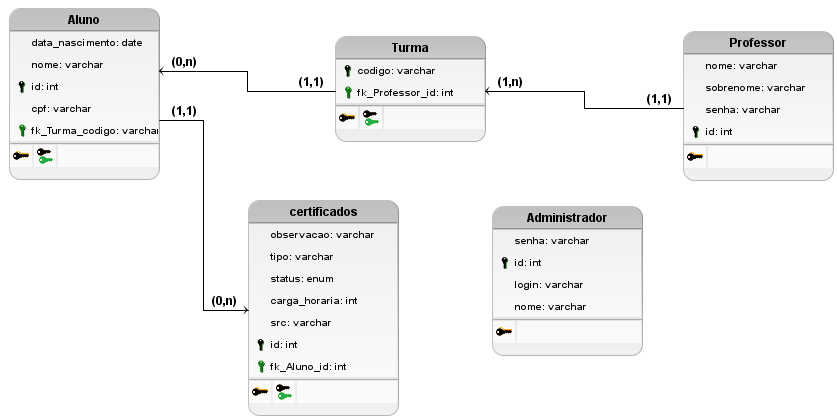 Aluno
data_nascimento: date
nome: varchar
id: int
cpf: varchar
fk_Turma_codigo: varchar
(0,n)
(1,1)
(1,1)
(0,n)
Turma
codigo: varchar
fk_Professor_id: int
(1,n)
(1,1)
Professor
nome: varchar
sobrenome: varchar
senha: varchar
id: int
certificados
observacao: varchar
tipo: varchar
status: enum
carga_horaria: int
src: varchar
id: int
fk_Aluno_id: int
Administrador
senha: varchar
id: int
login: varchar
nome: varchar